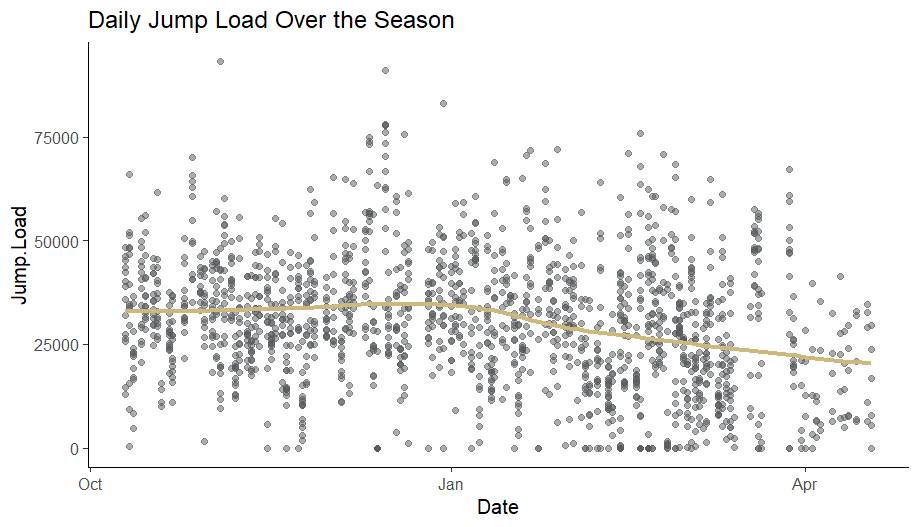 Daily Jump Load Over the Season
Jump.Load
75000
50000
25000
0
Oct
Jan
Apr
Date